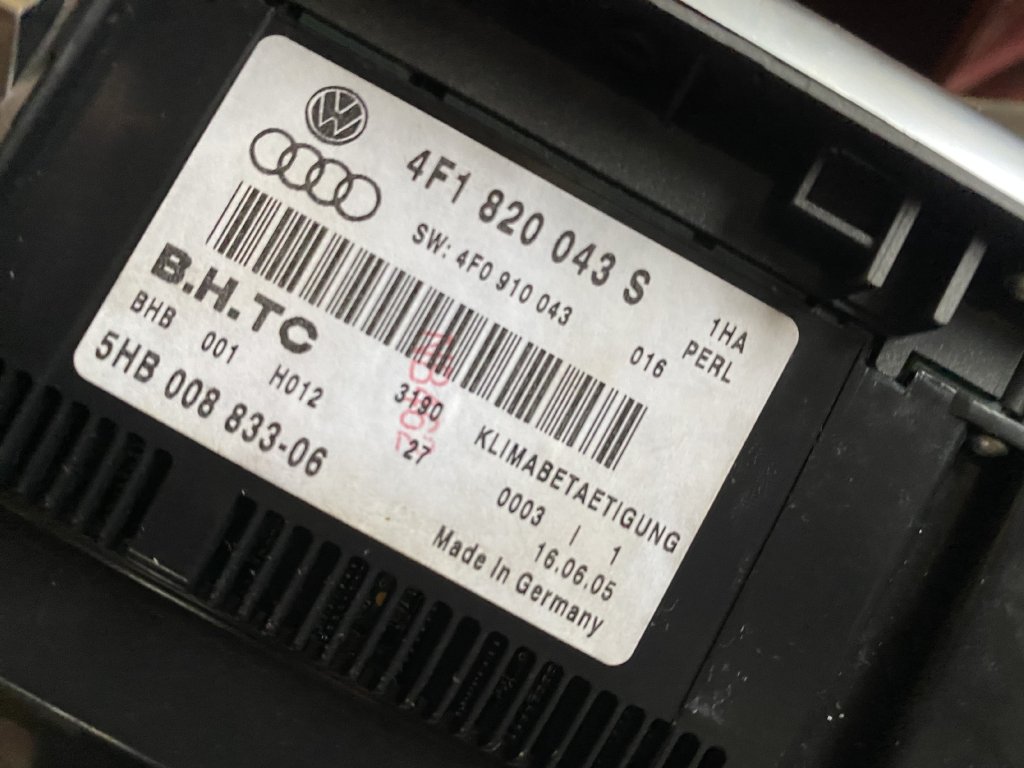 4F1 820 043 S
SW: 4F0 910 043 016
1HA
PERL
B.H.TC
BHB 001 H012 3190 KLIMABETAETIGUNG
5HB 008 833-06 27 0003 / 1
16.06.05
Made in Germany